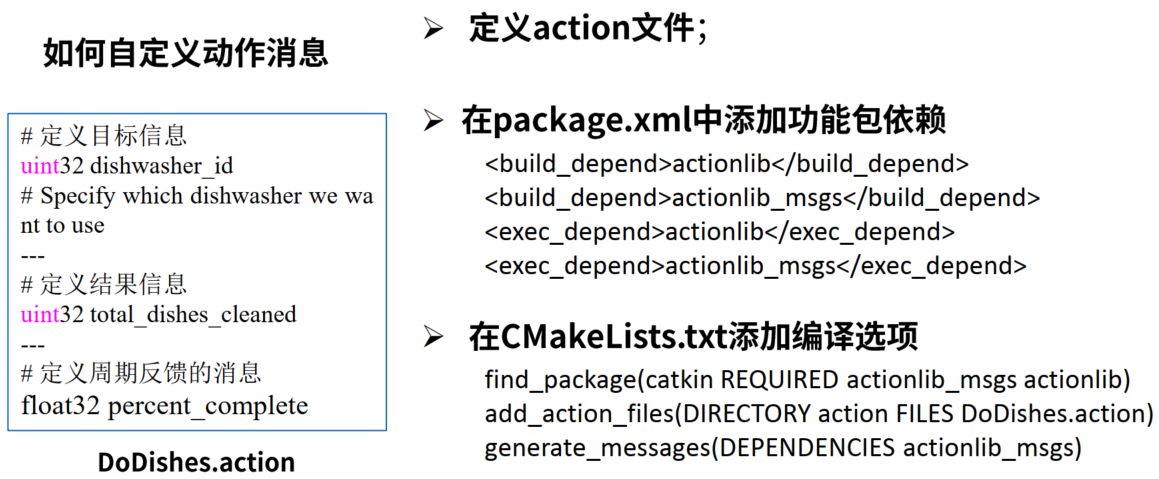 如何自定义动作消息
# 定义目标信息
uint32 dishwasher_id
# Specify which dishwasher we wa
nt to use
---
# 定义结果信息
uint32 total_dishes_cleaned
---
# 定义周期反馈的消息
float32 percent_complete
DoDishes.action
➢ 定义action文件；
➢ 在package.xml中添加功能包依赖
<build_depend>actionlib</build_depend>
<build_depend>actionlib_msgs</build_depend>
<exec_depend>actionlib</exec_depend>
<exec_depend>actionlib_msgs</exec_depend>
➢ 在CMakeLists.txt添加编译选项
find_package(catkin REQUIRED actionlib_msgs actionlib)
add_action_files(DIRECTORY action FILES DoDishes.action)
generate_messages(DEPENDENCIES actionlib_msgs)